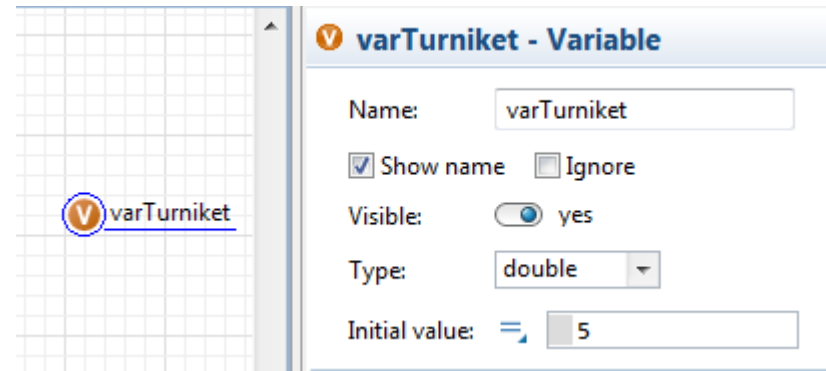 V varTurniket - Variable
Name: varTurniket
Show name Ignore
V varTurniket
Visible: yes
Type: double
Initial value: 5